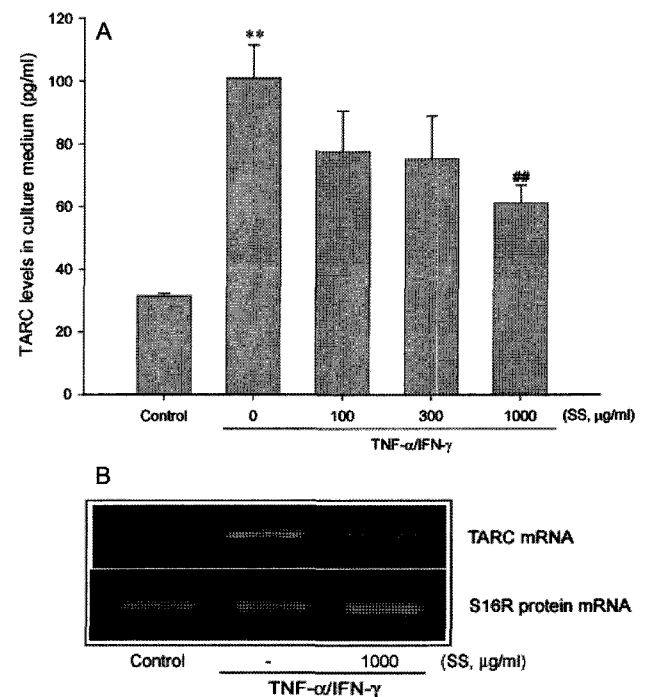 A
TARC levels in culture medium (pg/ml)
120
100
80
60
40
20
0
**
##
Control 0 100 300 1000 (SS, µg/ml)
TNF-α/IFN-γ
B
TARC mRNA
S16R protein mRNA
Control - 1000 (SS, µg/ml)
TNF-α/IFN-γ